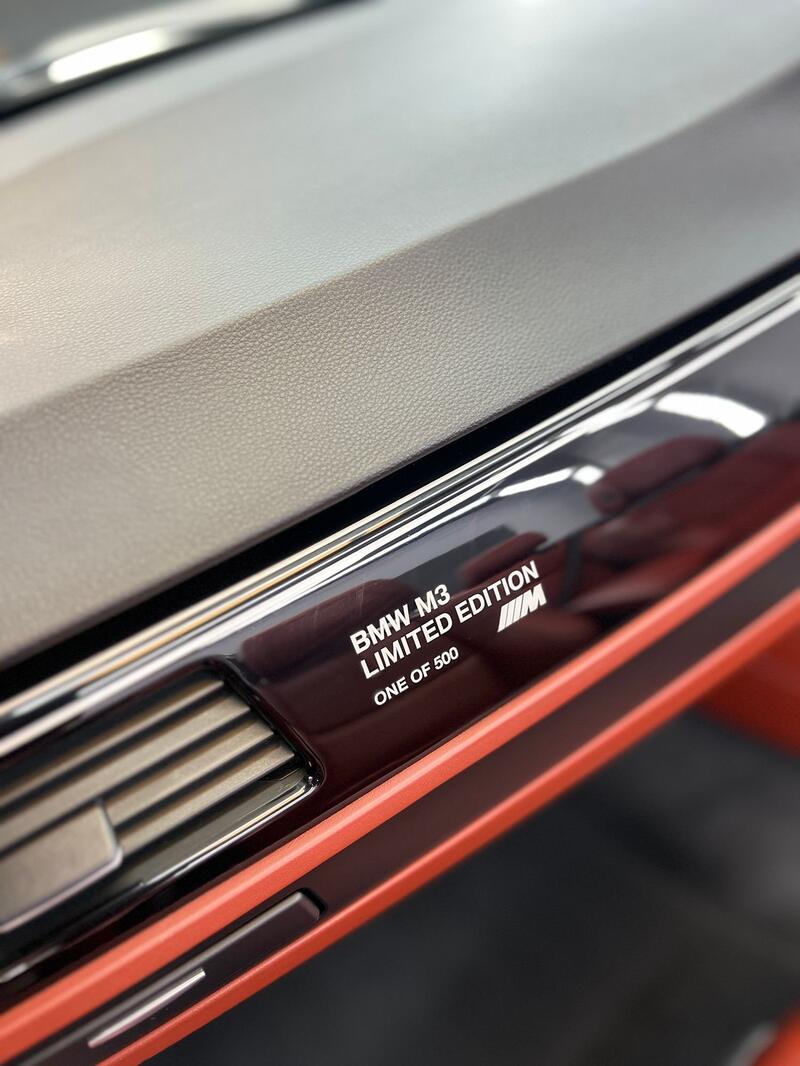 BMW M3
LIMITED EDITION
ONE OF 500
M